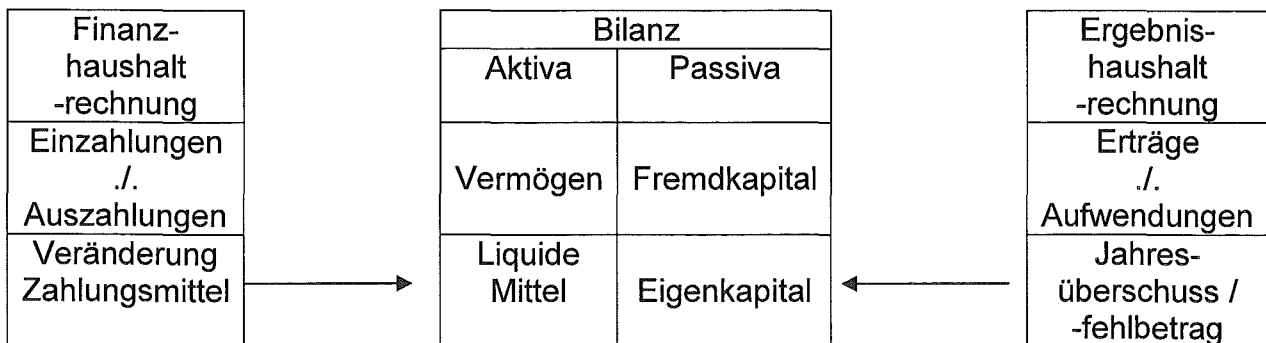 Finanz-
haushalt
-rechnung
Einzahlungen
./.
Auszahlungen
Veränderung
Zahlungsmittel
Bilanz
Aktiva
Passiva
Vermögen
Fremdkapital
Liquide
Mittel
Eigenkapital
Ergebnis-
haushalt
-rechnung
Erträge
./.
Aufwendungen
Jahres-
überschuss /
-fehlbetrag